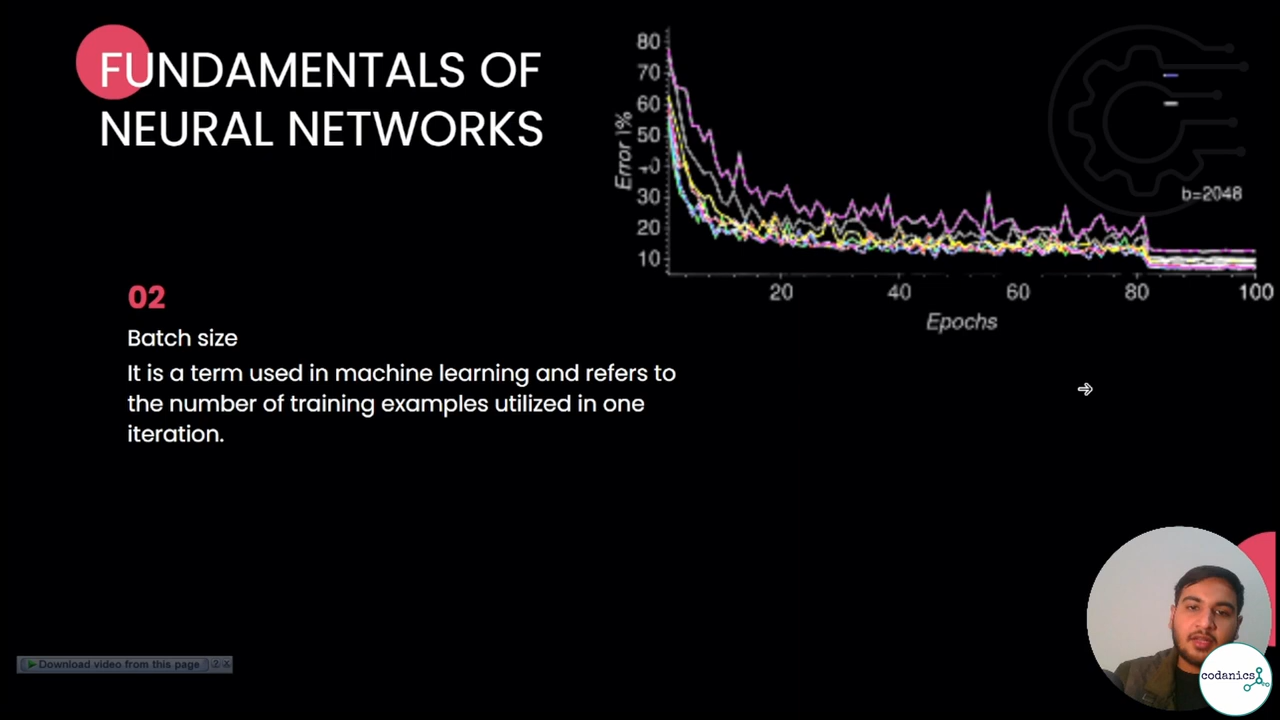 FUNDAMENTALS OF
NEURAL NETWORKS
02
Batch size
It is a term used in machine learning and refers to
the number of training examples utilized in one
iteration.
80
70
60
50
40
30
20
10
Error
b=2048
20 40 60 80 100
Epochs
Download video from this page
codanics